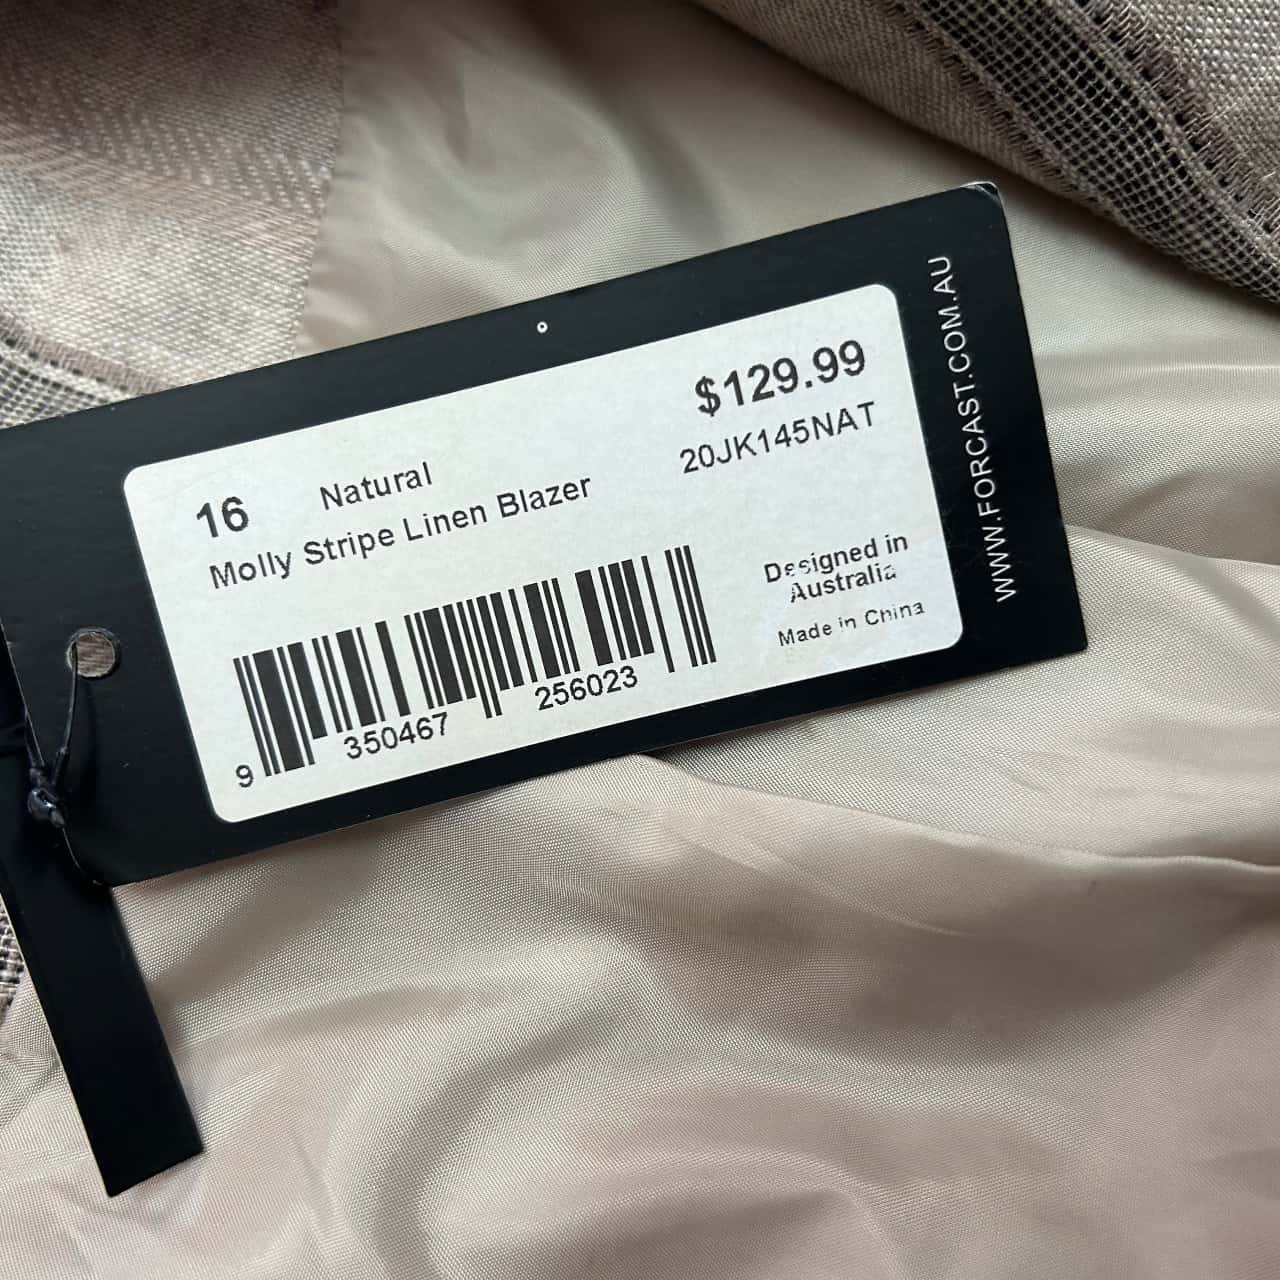 $129.99
20JK145NAT
16 Natural
Molly Stripe Linen Blazer
Designed in
Australia
Made in China
9 350467 256023
WWW.FORCAST.COM.AU